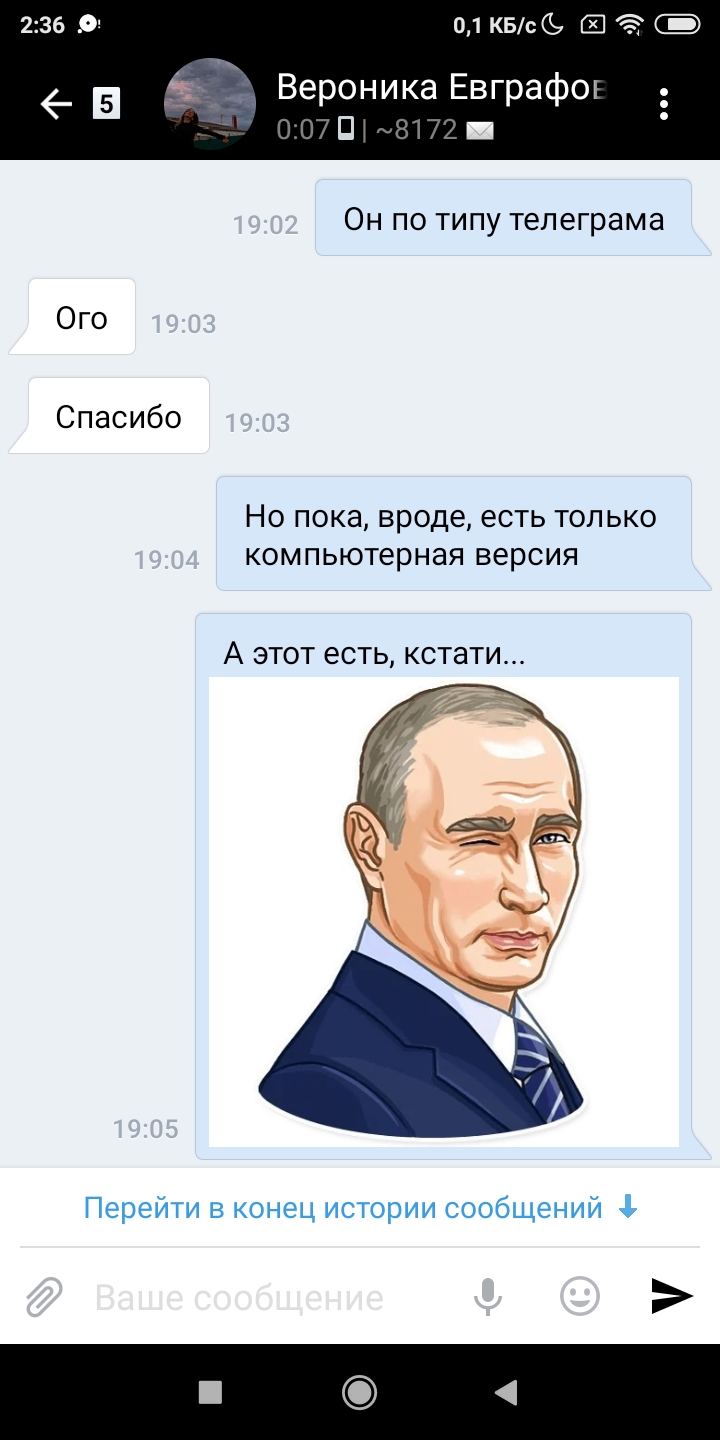 2:36
0,1 КБ/с
5
Вероника Евграфов
0:07 | ~8172
Он по типу телеграма
19:02
Ого
19:03
Спасибо
19:03
Но пока, вроде, есть только
компьютерная версия
19:04
А этот есть, кстати...
19:05
Перейти в конец истории сообщений
Ваше сообщение